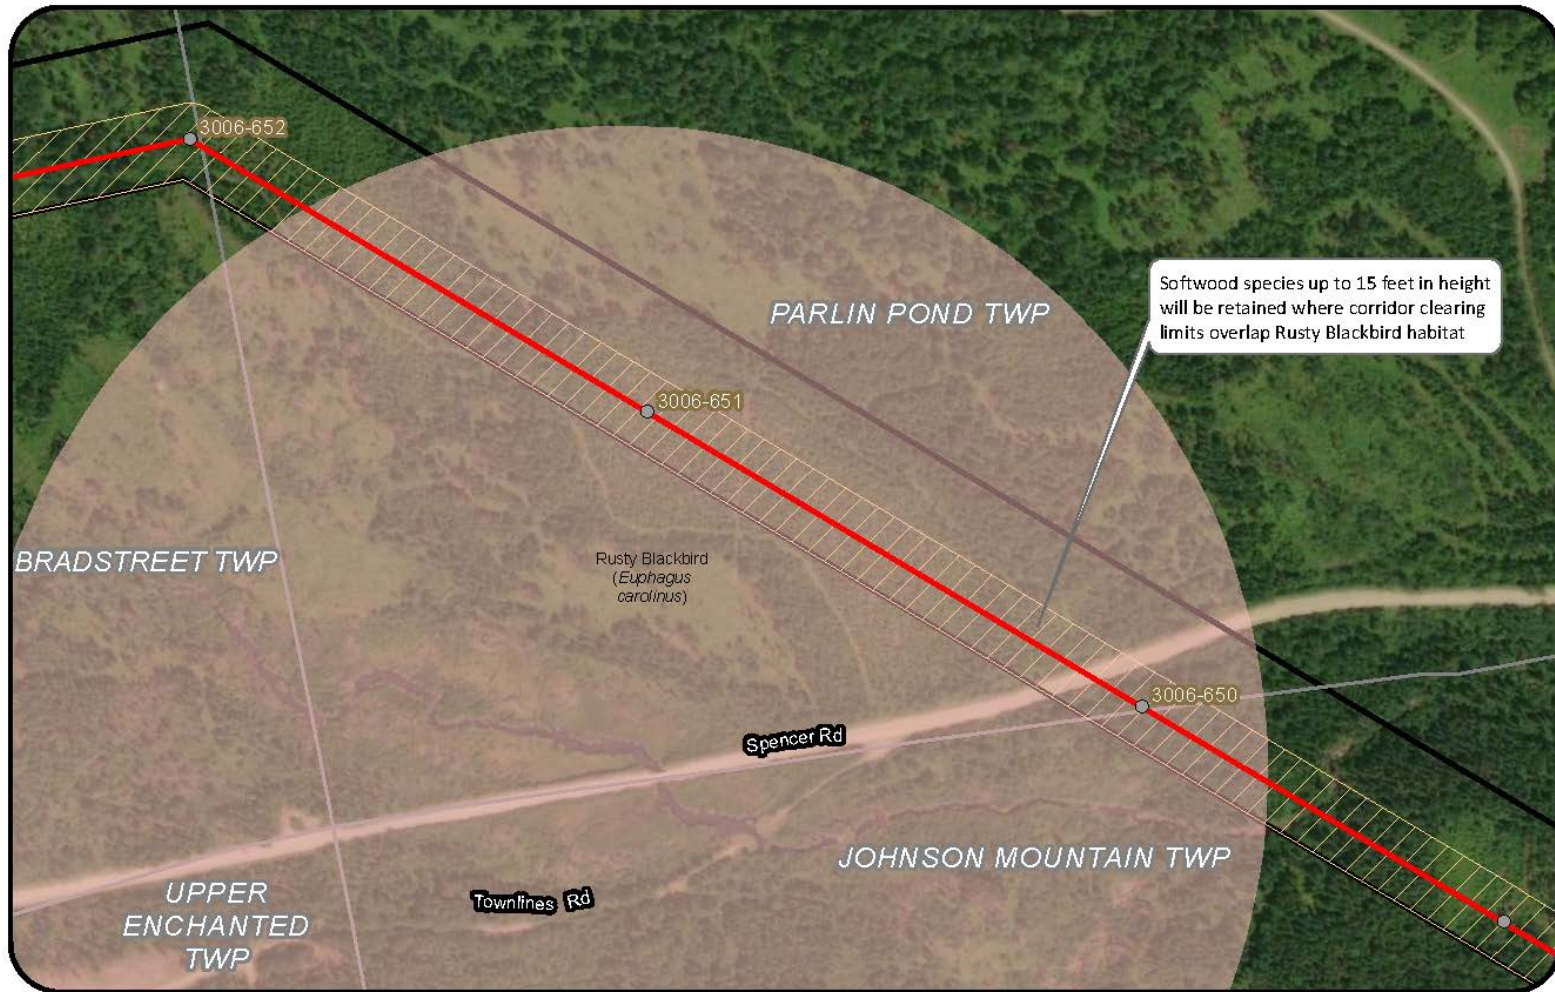 3006-652
PARLIN POND TWP
Softwood species up to 15 feet in height
will be retained where corridor clearing
limits overlap Rusty Blackbird habitat
3006-651
BRADSTREET TWP
Rusty Blackbird
(Euphagus
carolinus)
3006-650
Spencer Rd
JOHNSON MOUNTAIN TWP
Townlines Rd
UPPER
ENCHANTED
TWP